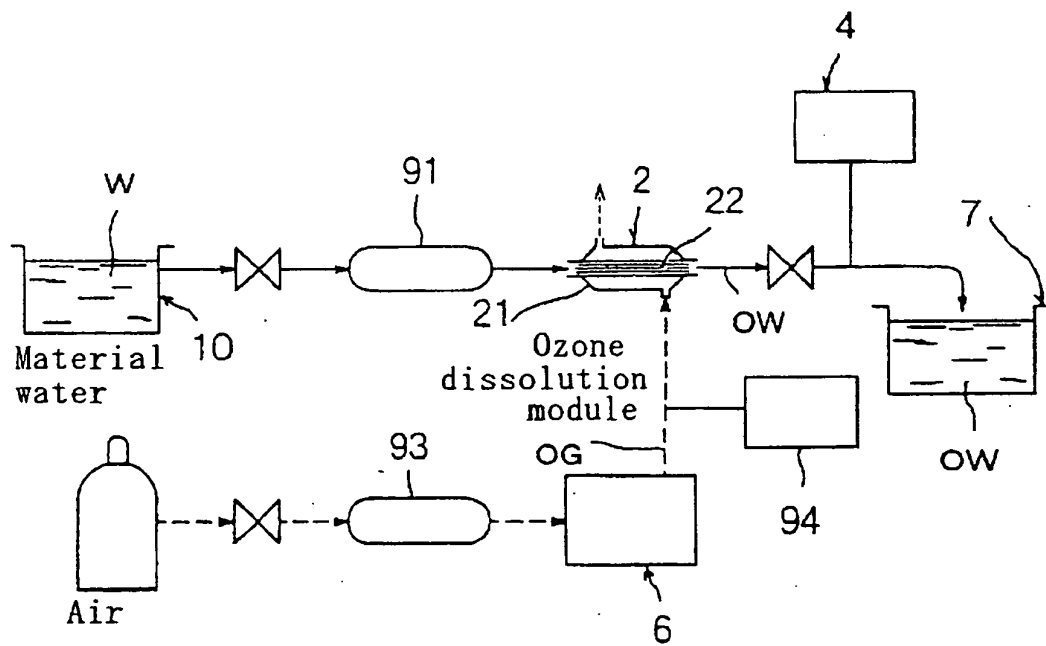 4
W
91
2
22
7
10
21
OW
Material
water
Ozone
dissolution
module
OG
OW
93
94
Air
6